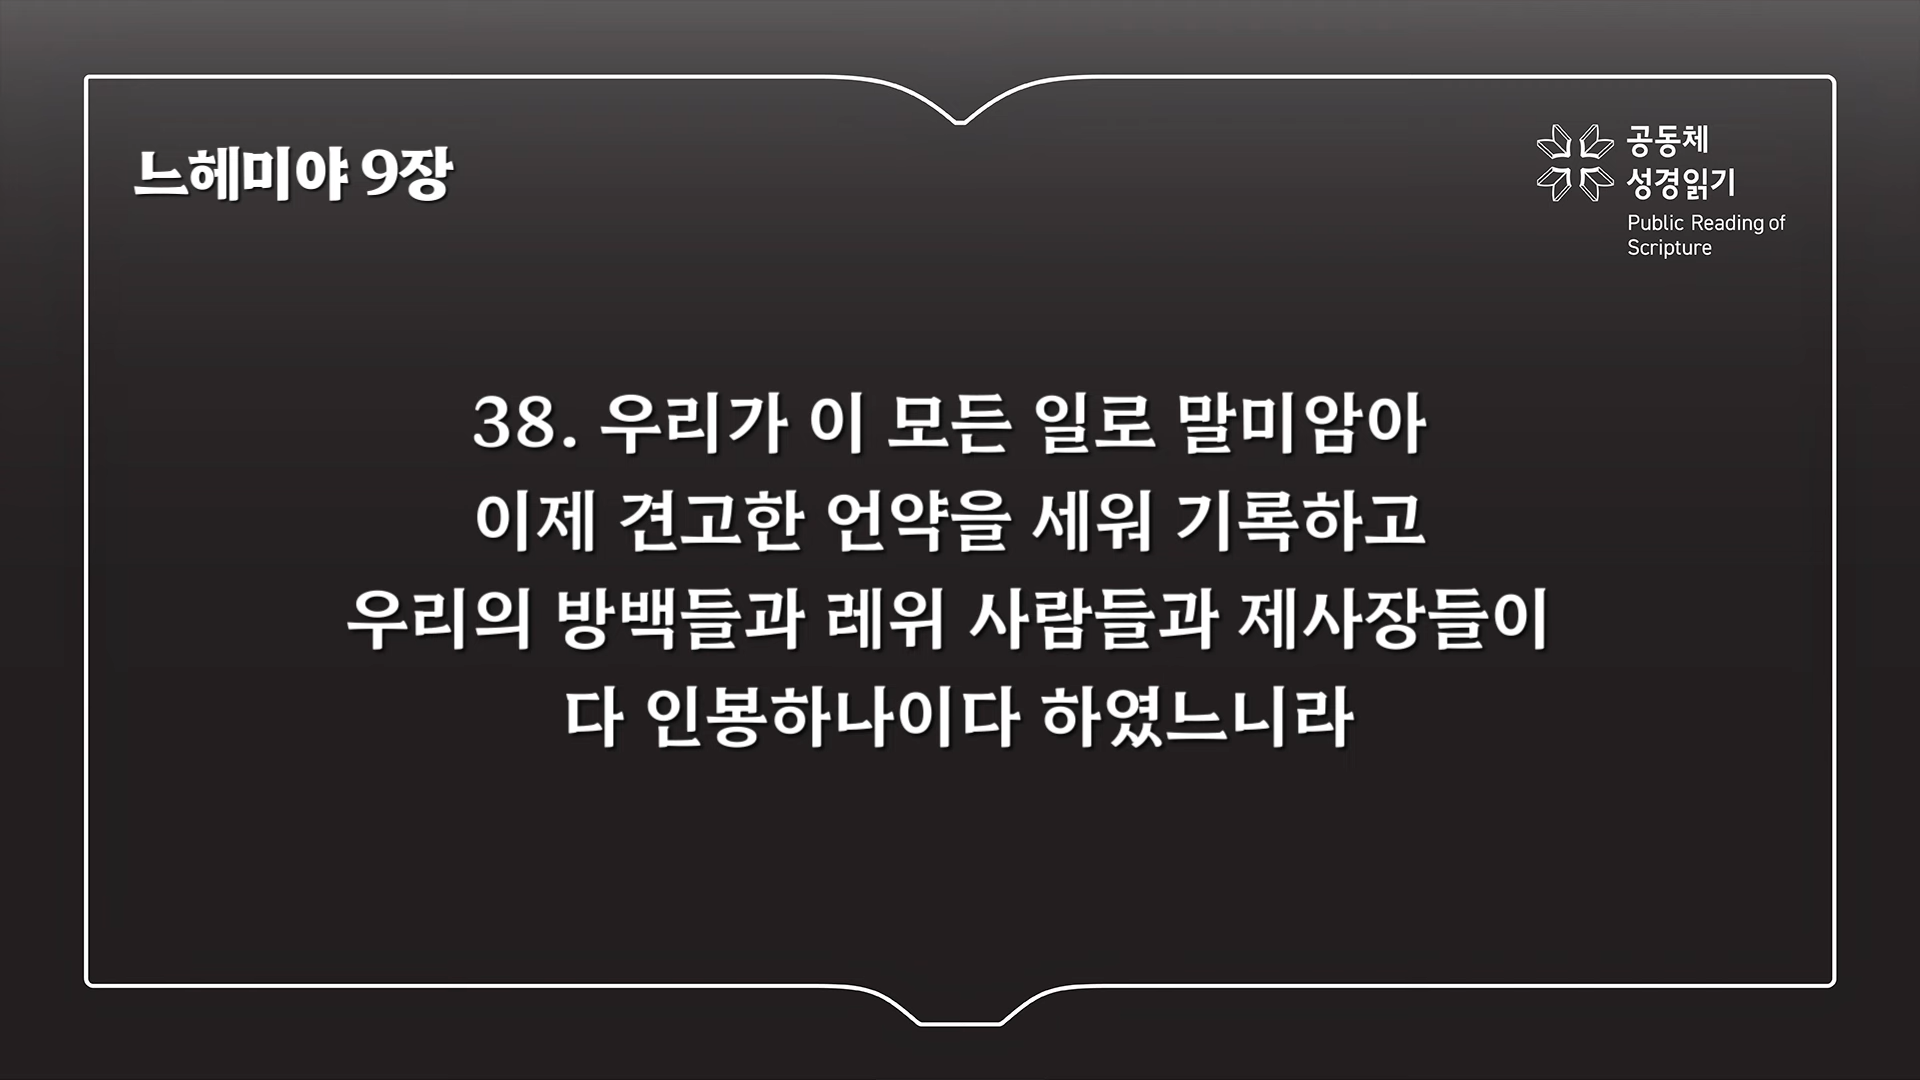 느헤미야 9장
공동체
성경읽기
Public Reading of
Scripture
38. 우리가 이 모든 일로 말미암아
이제 견고한 언약을 세워 기록하고
우리의 방백들과 레위 사람들과 제사장들이
다 인봉하나이다 하였느니라